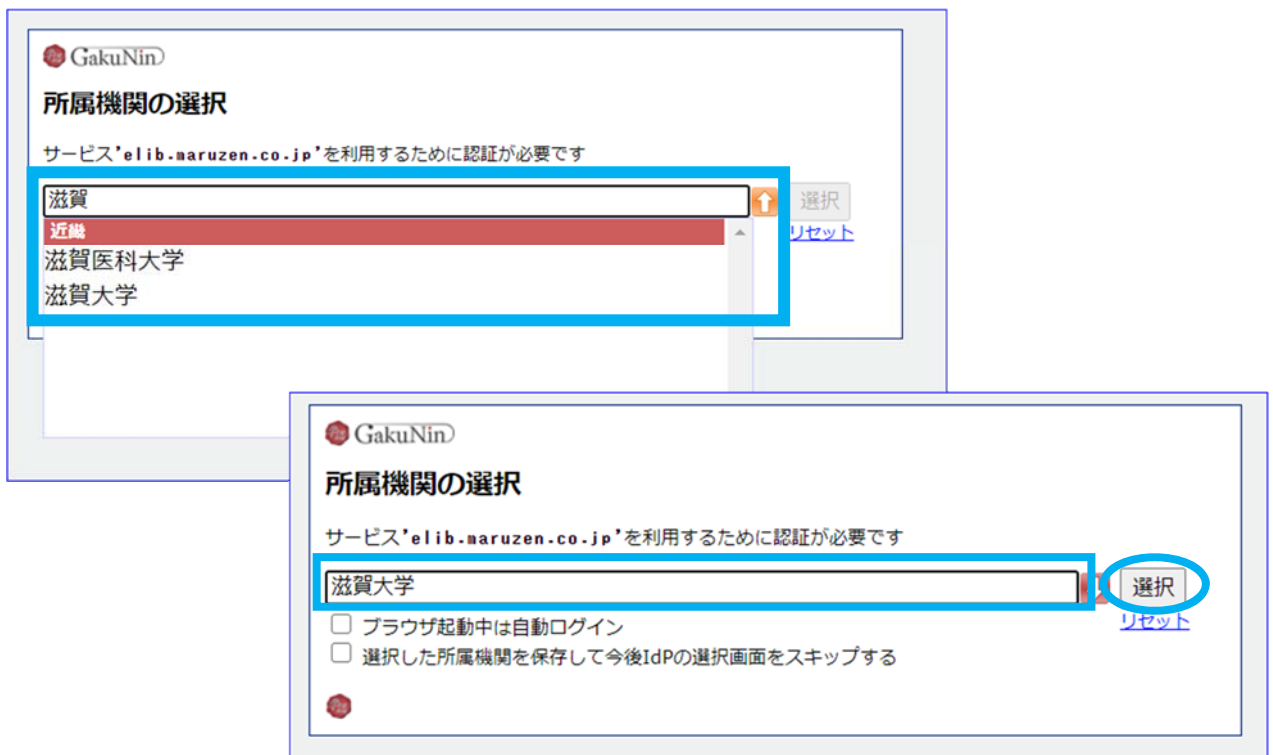 GakuNin
所属機関の選択
サービス'elib.maruzen.co.jp'を利用するために認証が必要です
滋賀
選択
近畿
リセット
滋賀医科大学
滋賀大学
GakuNin
所属機関の選択
サービス'elib.maruzen.co.jp'を利用するために認証が必要です
滋賀大学
選択
リセット
ブラウザ起動中は自動ログイン
選択した所属機関を保存して今後IdPの選択画面をスキップする